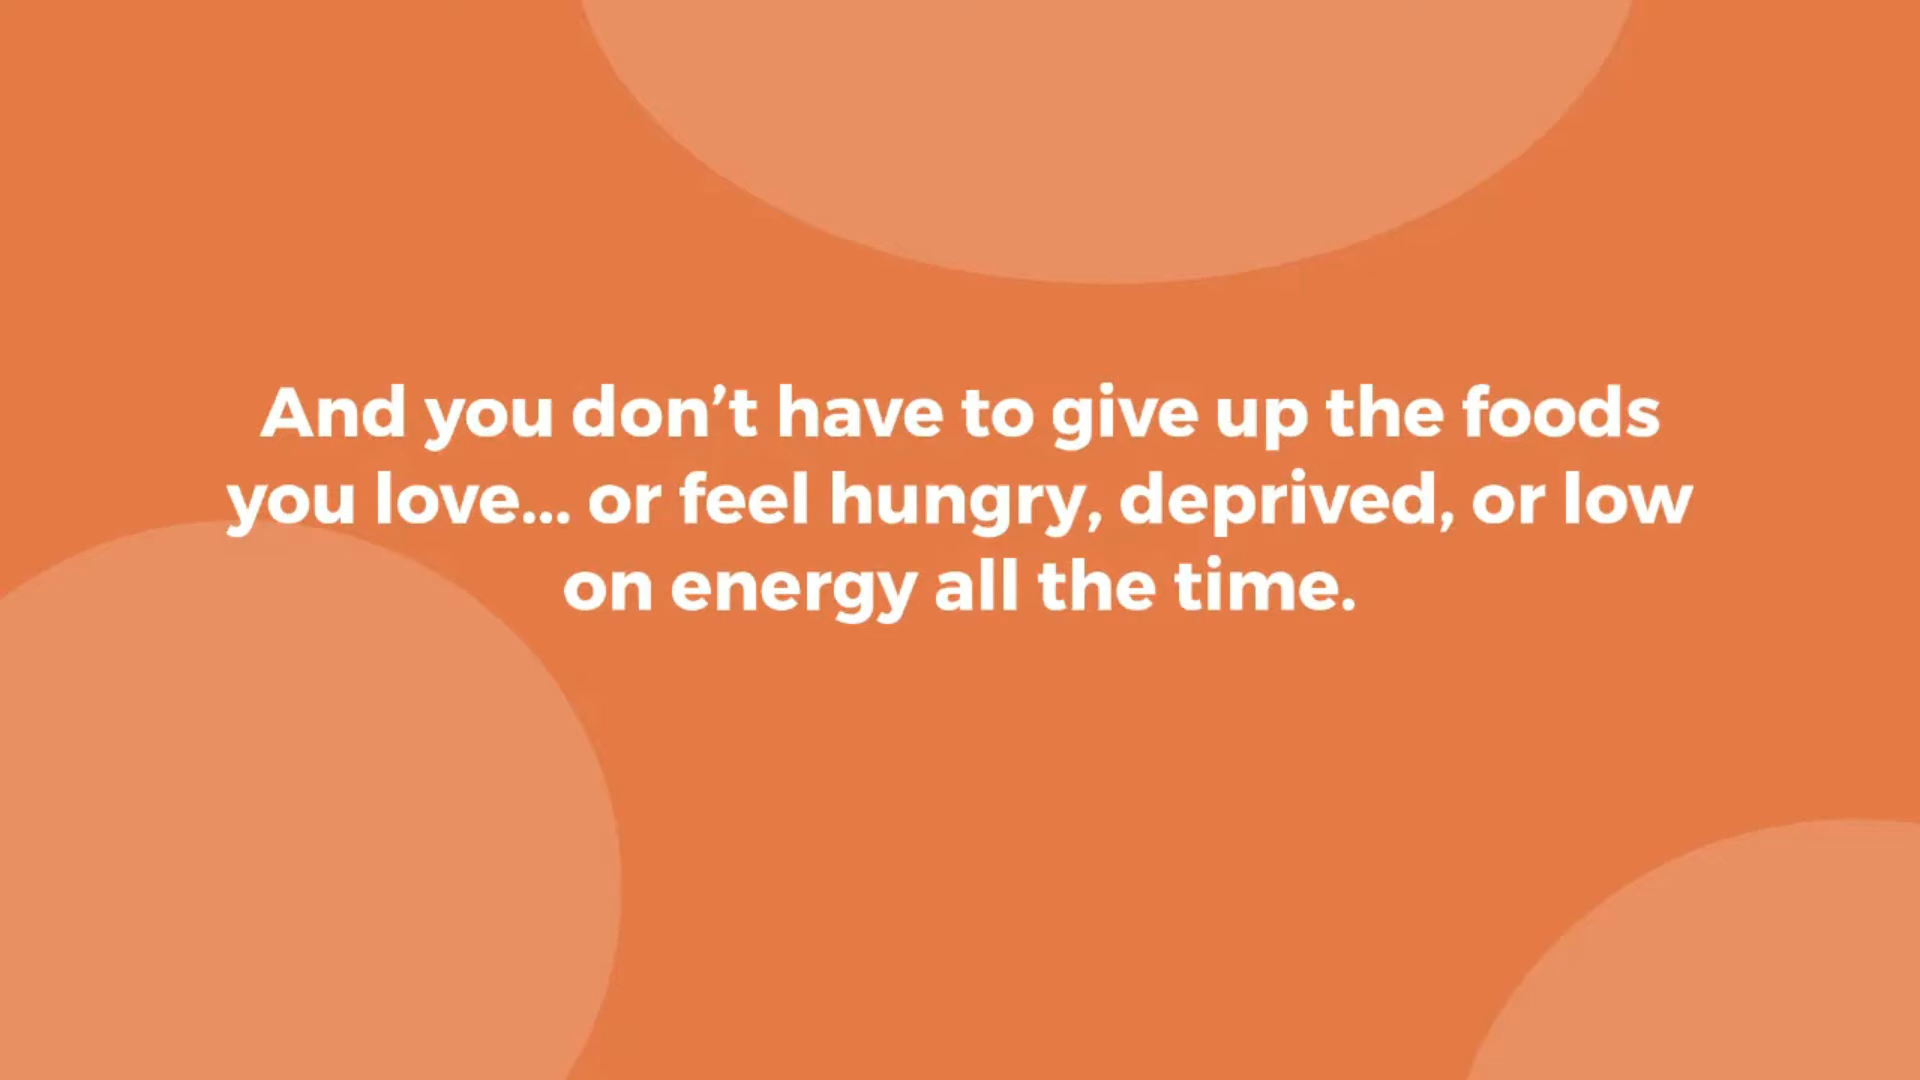 And you don’t have to give up the foods
you love... or feel hungry, deprived, or low
on energy all the time.